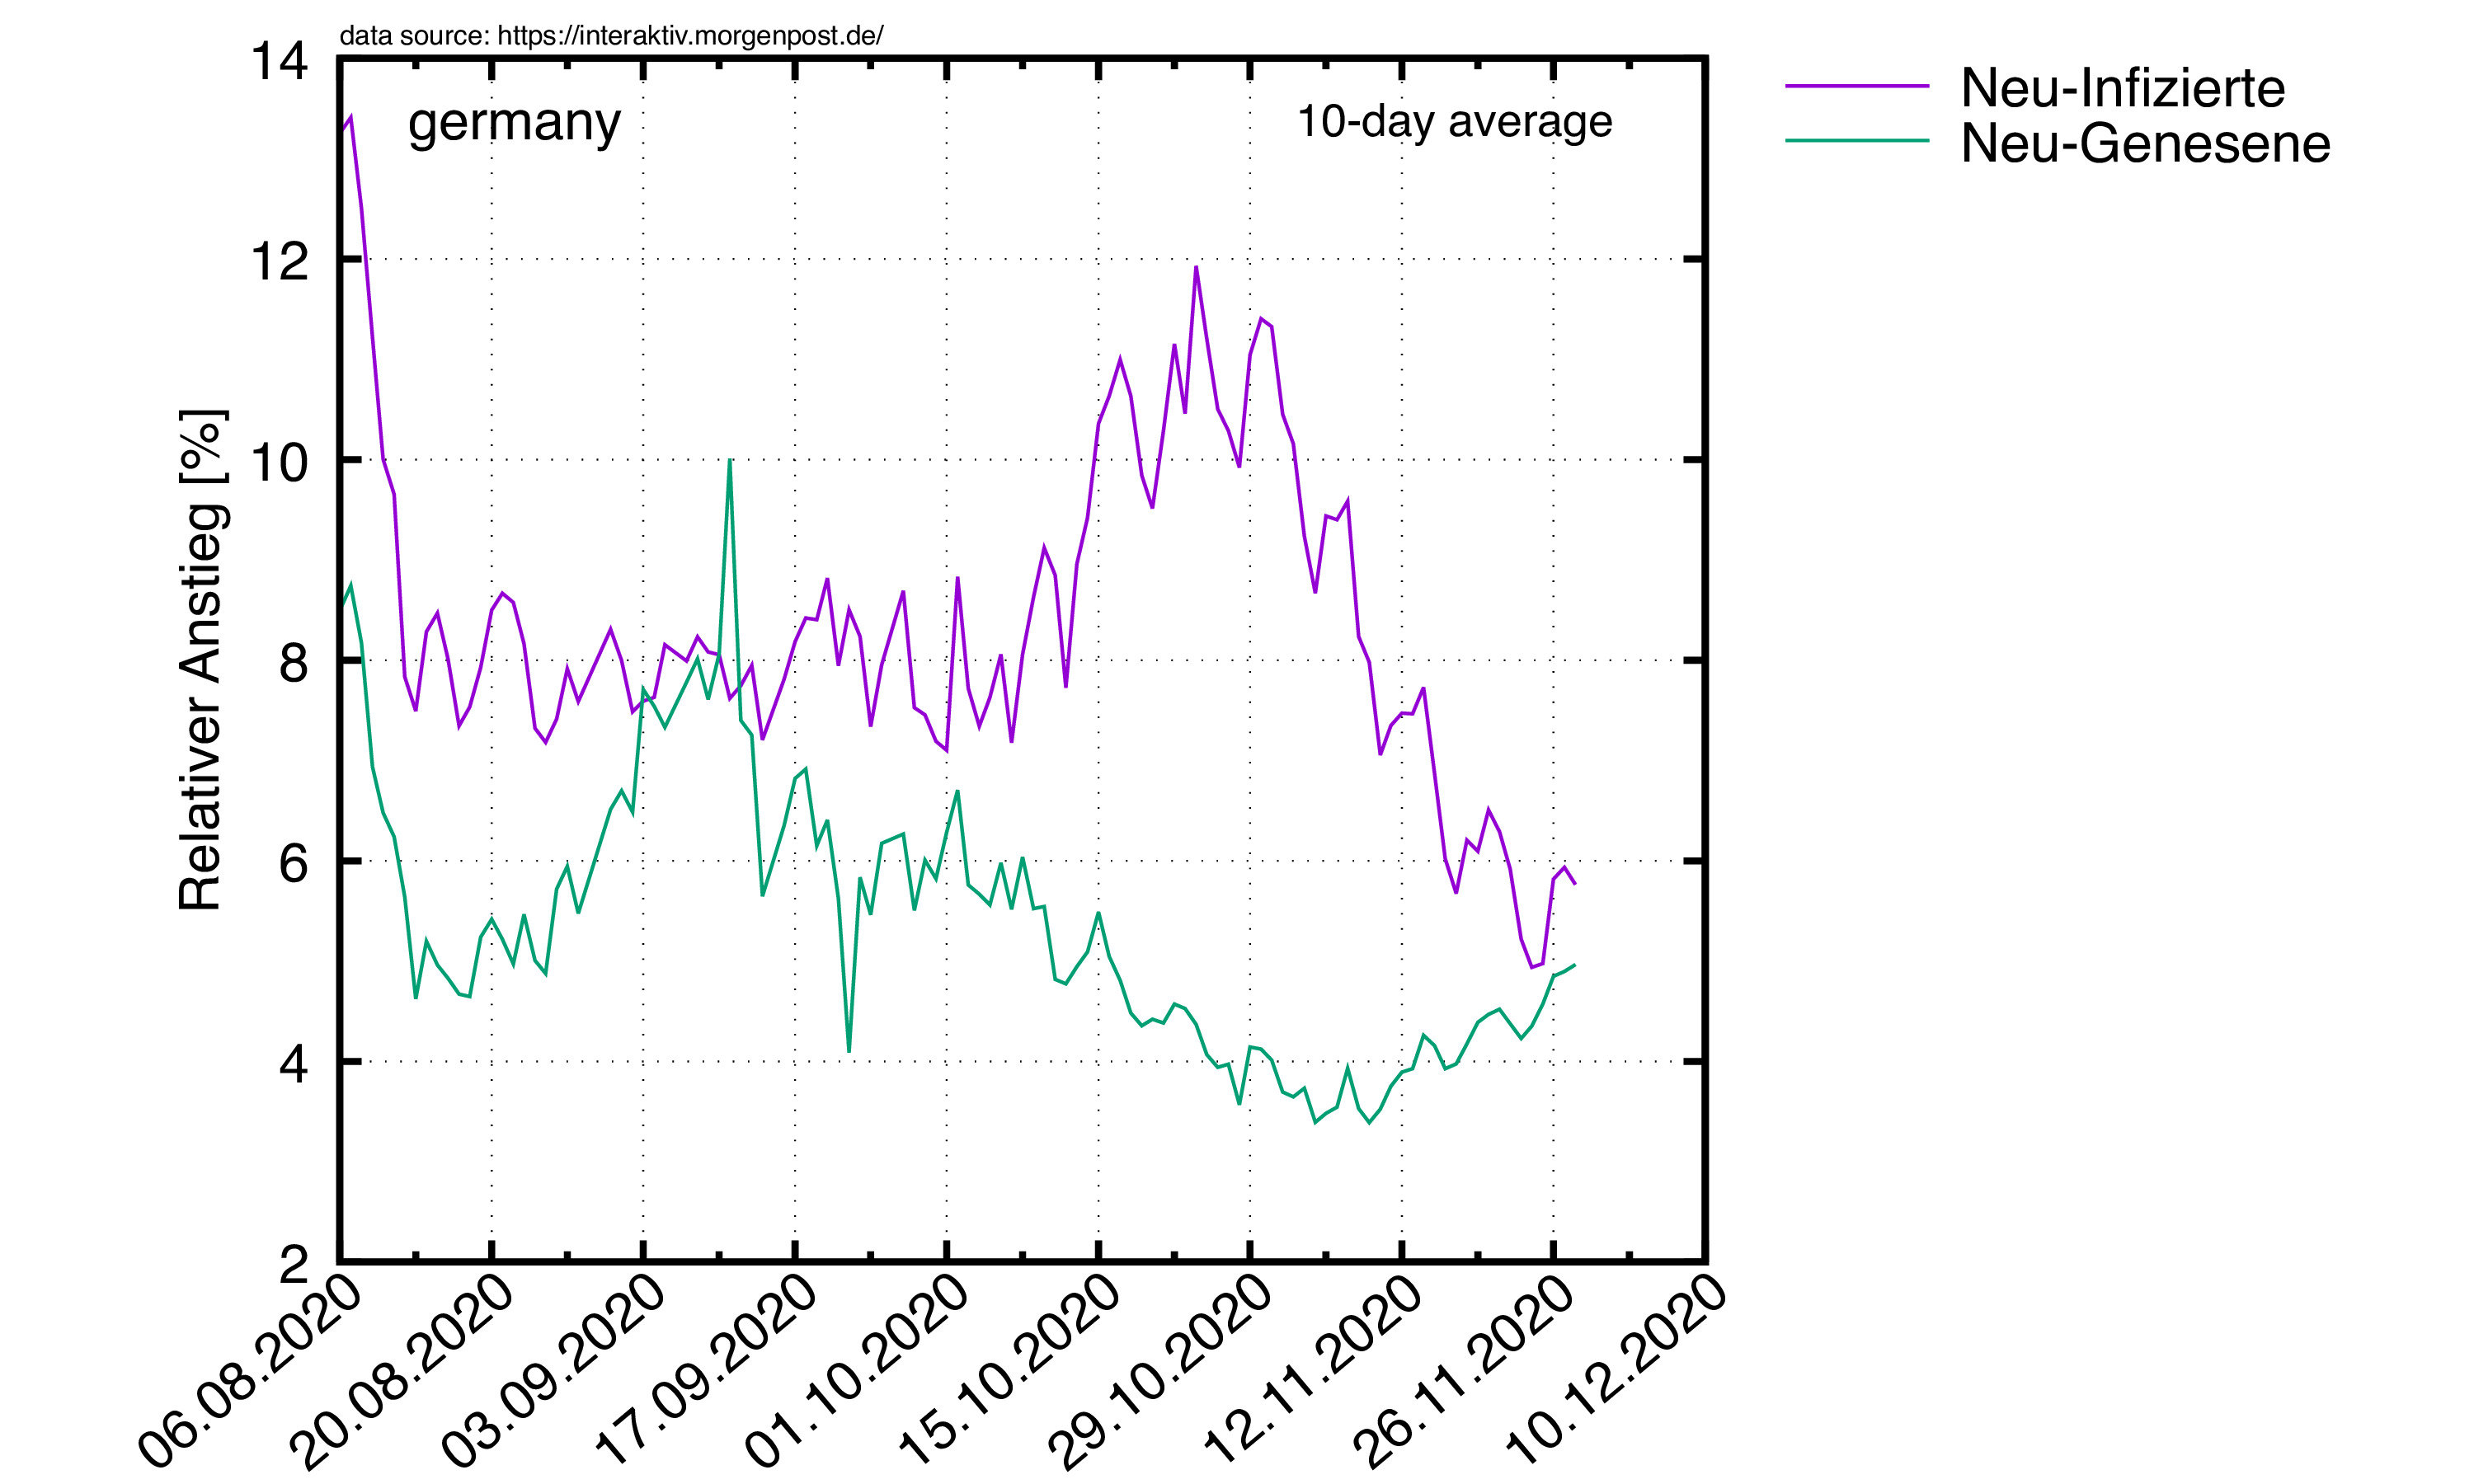 data source: https://interaktiv.morgenpost.de/
germany
10-day average
Neu-Infizierte
Neu-Genesene
Relativer Anstieg [%]
14
12
10
8
6
4
2
06.08.2020
20.08.2020
03.09.2020
17.09.2020
01.10.2020
15.10.2020
29.10.2020
12.11.2020
26.11.2020
10.12.2020